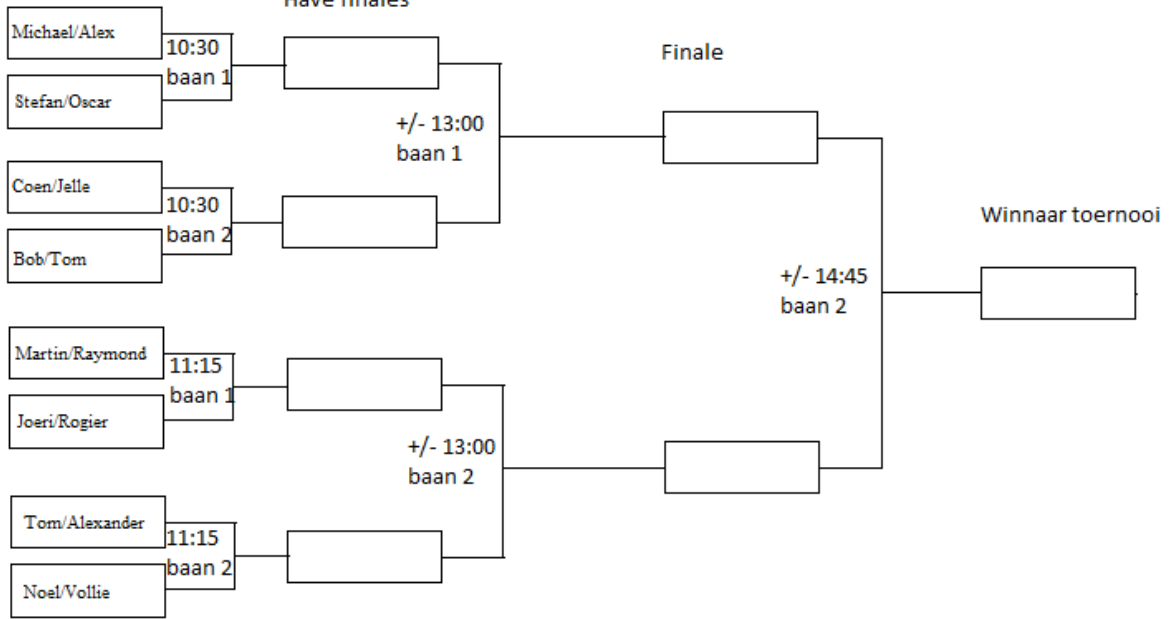 Have finales
Michael/Alex
10:30
baan 1
Stefan/Oscar
Finale
+/- 13:00
baan 1
Coen/Jelle
10:30
baan 2
Bob/Tom
Winnaar toernooi
+/- 14:45
baan 2
Martin/Raymond
11:15
baan 1
Joeri/Rogier
+/- 13:00
baan 2
Tom/Alexander
11:15
baan 2
Noel/Vollie